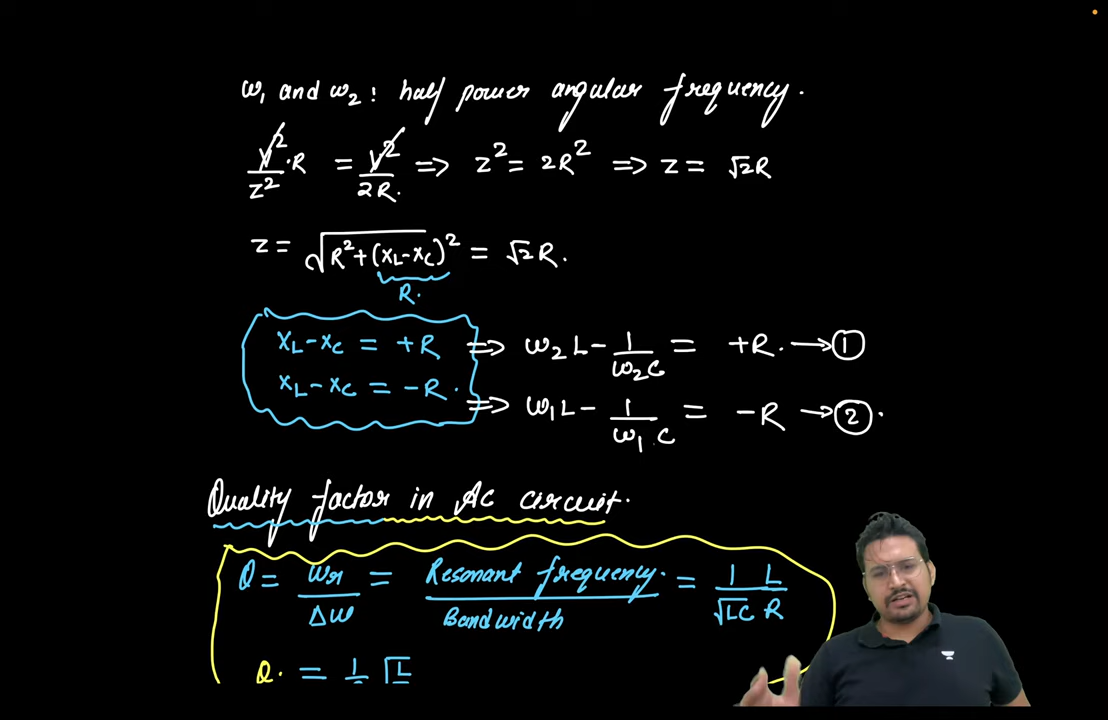 ω₁ and ω₂ : half power angular frequency.
V²/Z² · R = V²/2R. ⇒ Z² = 2R² ⇒ Z = √2R
Z = √(R² + (X_L - X_C)²) = √2 R.
R.
X_L - X_C = +R ⇒ ω₂L - 1/ω₂C = +R. → ①
X_L - X_C = -R. ⇒ ω₁L - 1/ω₁C = -R → ②.
Quality factor in AC circuit.
Q = ωr/Δω = Resonant frequency./Bandwidth = 1/√LC L/R
Q. = 1 √L